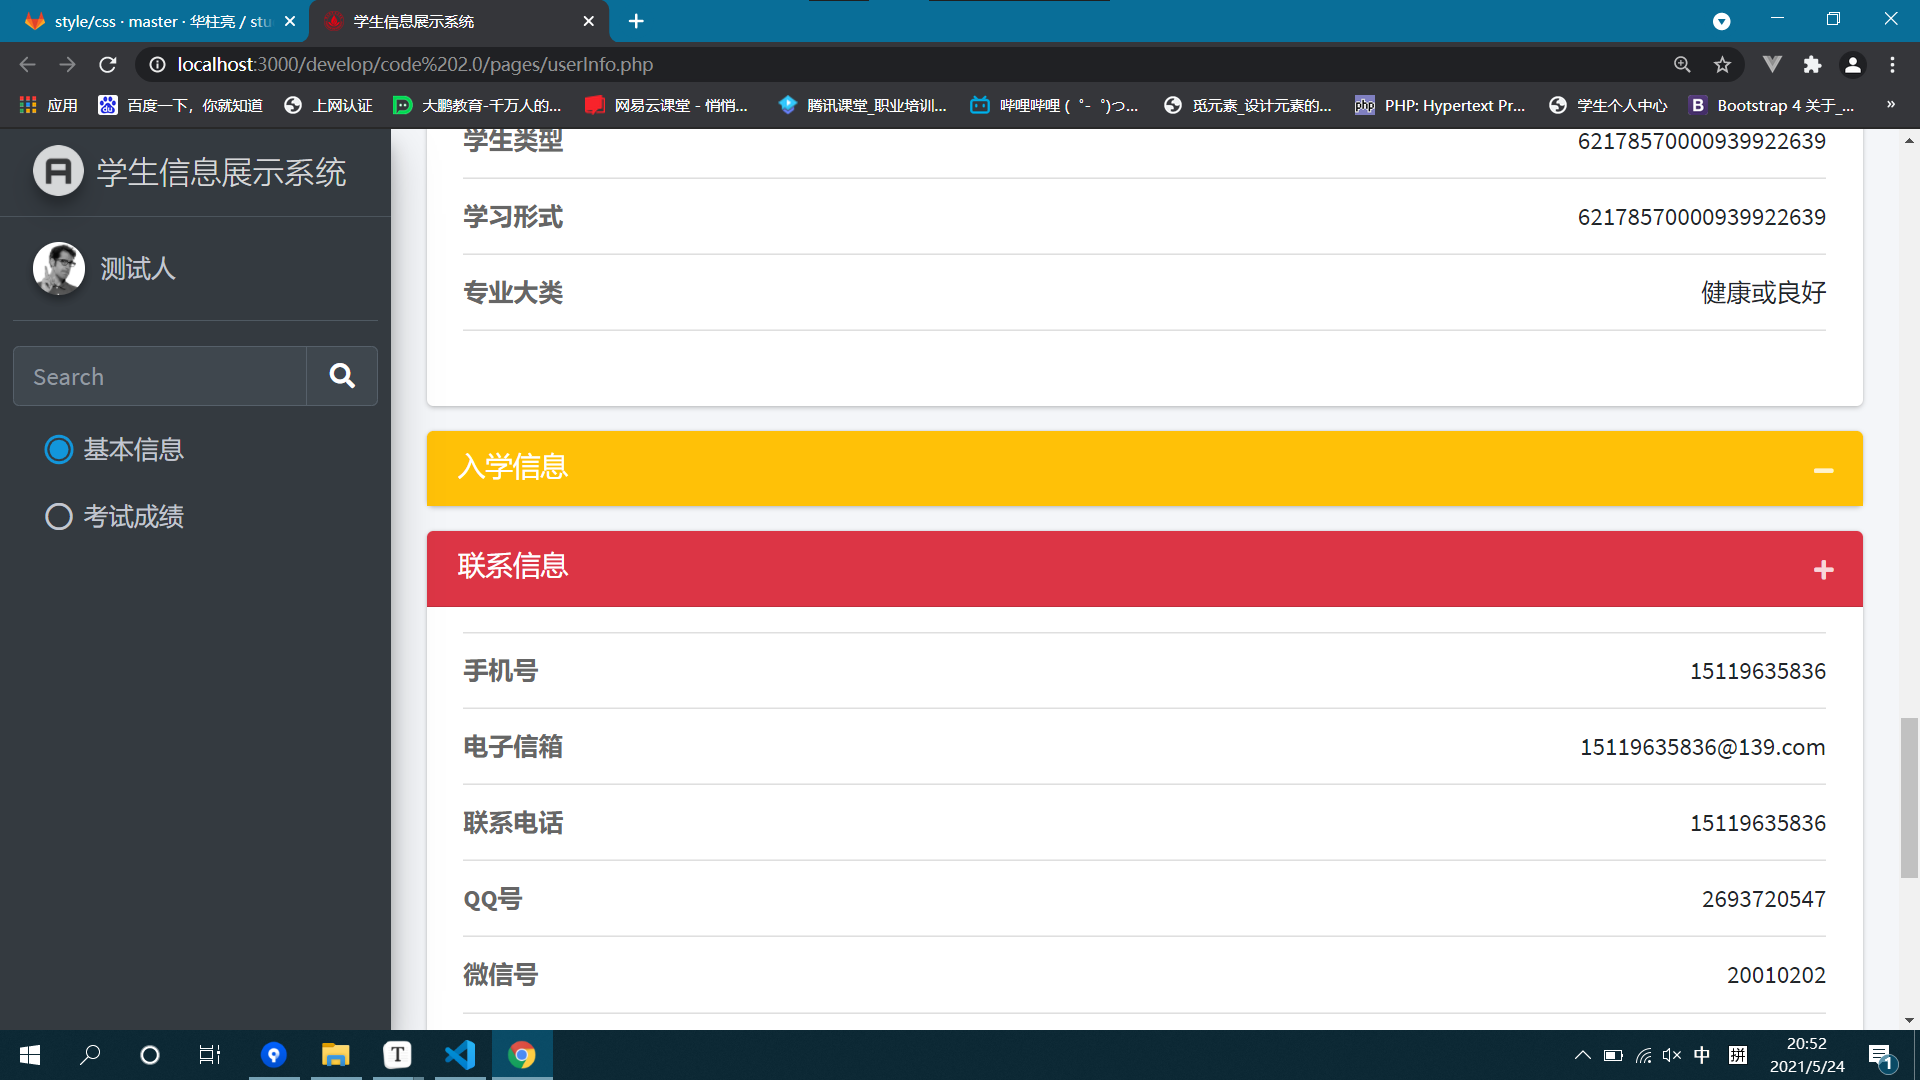 style/css · master · 华柱亮 / stu
学生信息展示系统
localhost:3000/develop/code%202.0/pages/userInfo.php
应用
百度一下，你就知道
上网认证
大鹏教育-千万人的...
网易云课堂 - 悄悄...
腾讯课堂_职业培训...
哔哩哔哩 (゜-゜)つ...
觅元素_设计元素的...
php
PHP: Hypertext Pr...
学生个人中心
B
Bootstrap 4 关于_...
»
学生信息展示系统
测试人
Search
基本信息
考试成绩
学生类型
62178570000939922639
学习形式
62178570000939922639
专业大类
健康或良好
入学信息
联系信息
手机号
15119635836
电子信箱
15119635836@139.com
联系电话
15119635836
QQ号
2693720547
微信号
20010202
T
中
拼
20:52
2021/5/24
1